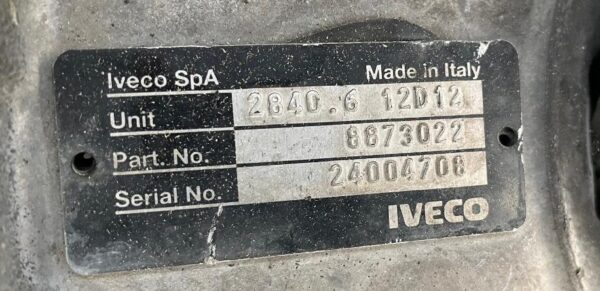 Iveco SpA Made in Italy
Unit 2840.6 12D12
Part. No. 8873022
Serial No. 24004708
IVECO